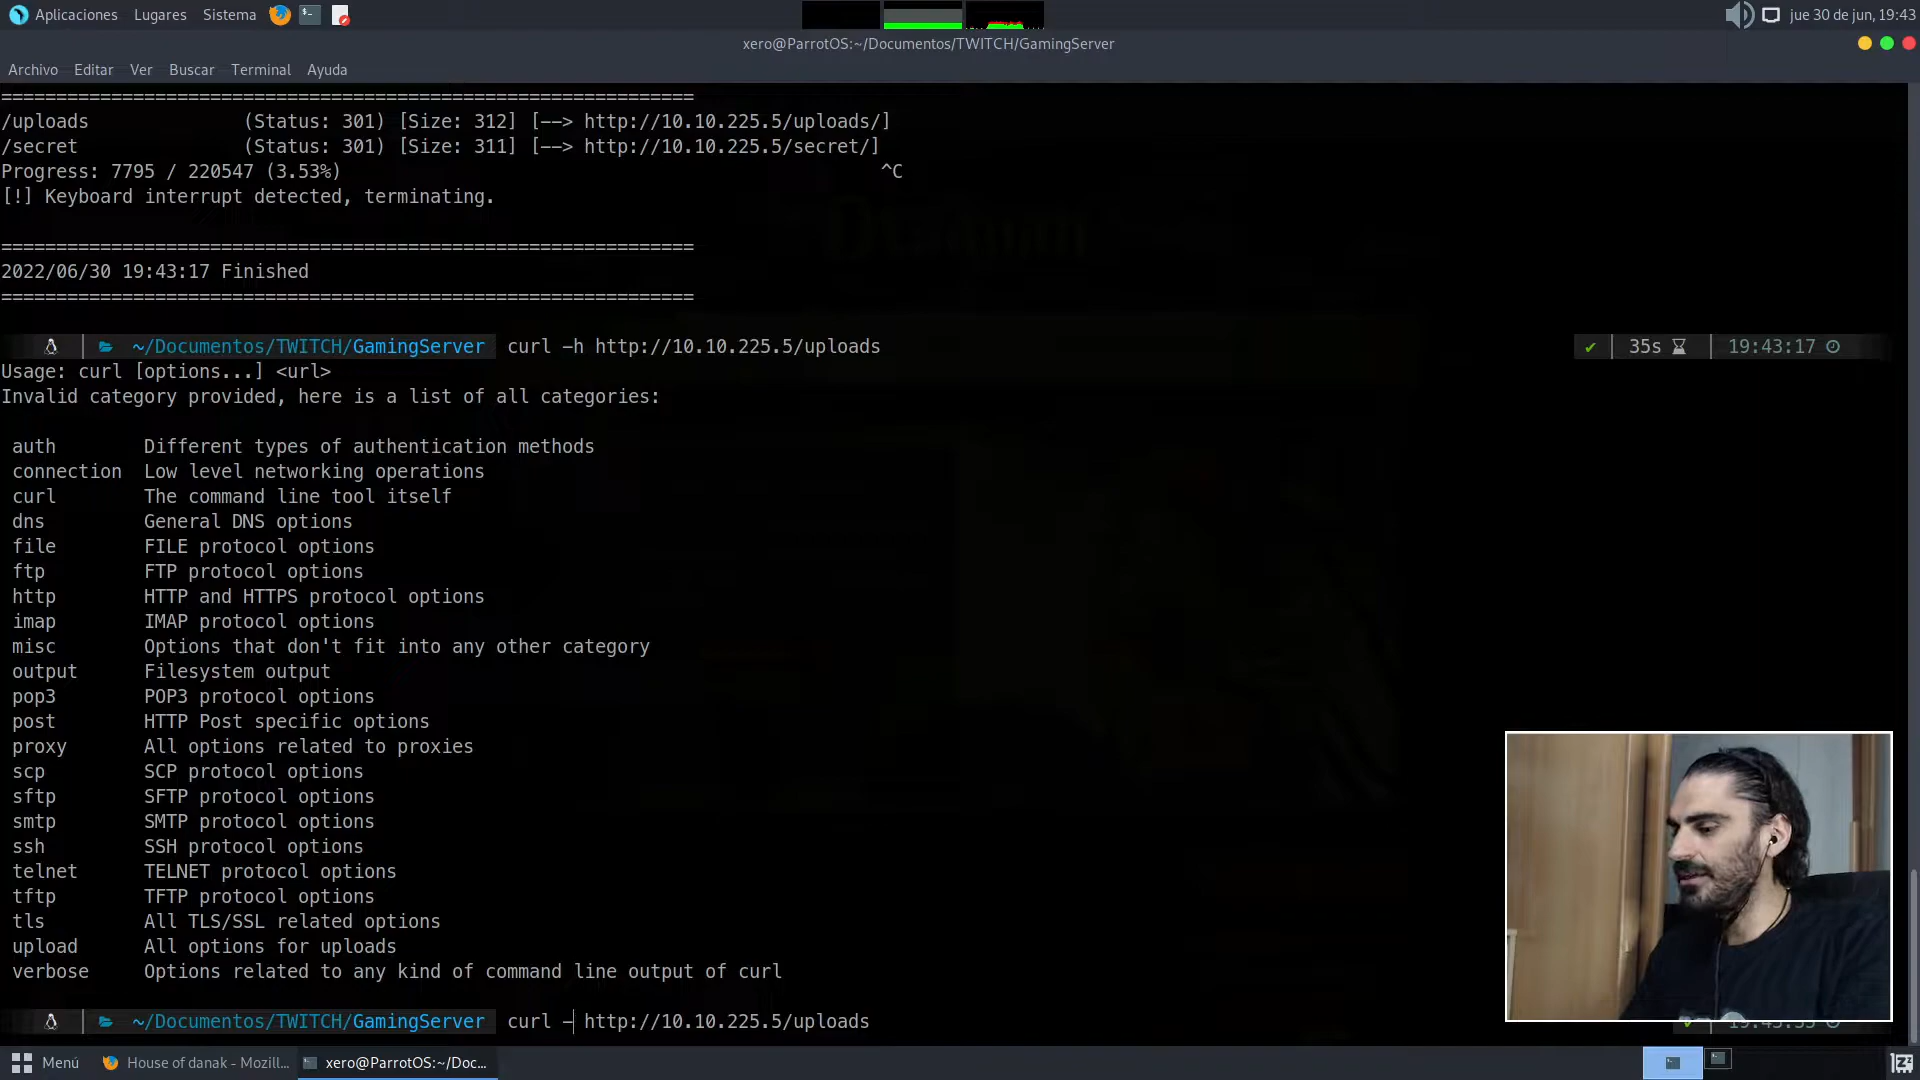 Aplicaciones Lugares Sistema
jue 30 de jun, 19:43
xero@ParrotOS:~/Documentos/TWITCH/GamingServer
Archivo Editar Ver Buscar Terminal Ayuda
===============================================================
/uploads (Status: 301) [Size: 312] [--> http://10.10.225.5/uploads/]
/secret (Status: 301) [Size: 311] [--> http://10.10.225.5/secret/]
Progress: 7795 / 220547 (3.53%) ^C
[!] Keyboard interrupt detected, terminating.
===============================================================
2022/06/30 19:43:17 Finished
===============================================================
~/Documentos/TWITCH/GamingServer curl -h http://10.10.225.5/uploads ✔ 35s 19:43:17
Usage: curl [options...] <url>
Invalid category provided, here is a list of all categories:
auth Different types of authentication methods
connection Low level networking operations
curl The command line tool itself
dns General DNS options
file FILE protocol options
ftp FTP protocol options
http HTTP and HTTPS protocol options
imap IMAP protocol options
misc Options that don't fit into any other category
output Filesystem output
pop3 POP3 protocol options
post HTTP Post specific options
proxy All options related to proxies
scp SCP protocol options
sftp SFTP protocol options
smtp SMTP protocol options
ssh SSH protocol options
telnet TELNET protocol options
tftp TFTP protocol options
tls All TLS/SSL related options
upload All options for uploads
verbose Options related to any kind of command line output of curl
~/Documentos/TWITCH/GamingServer curl - http://10.10.225.5/uploads
Menú House of danak - Mozill... xero@ParrotOS:~/Doc...